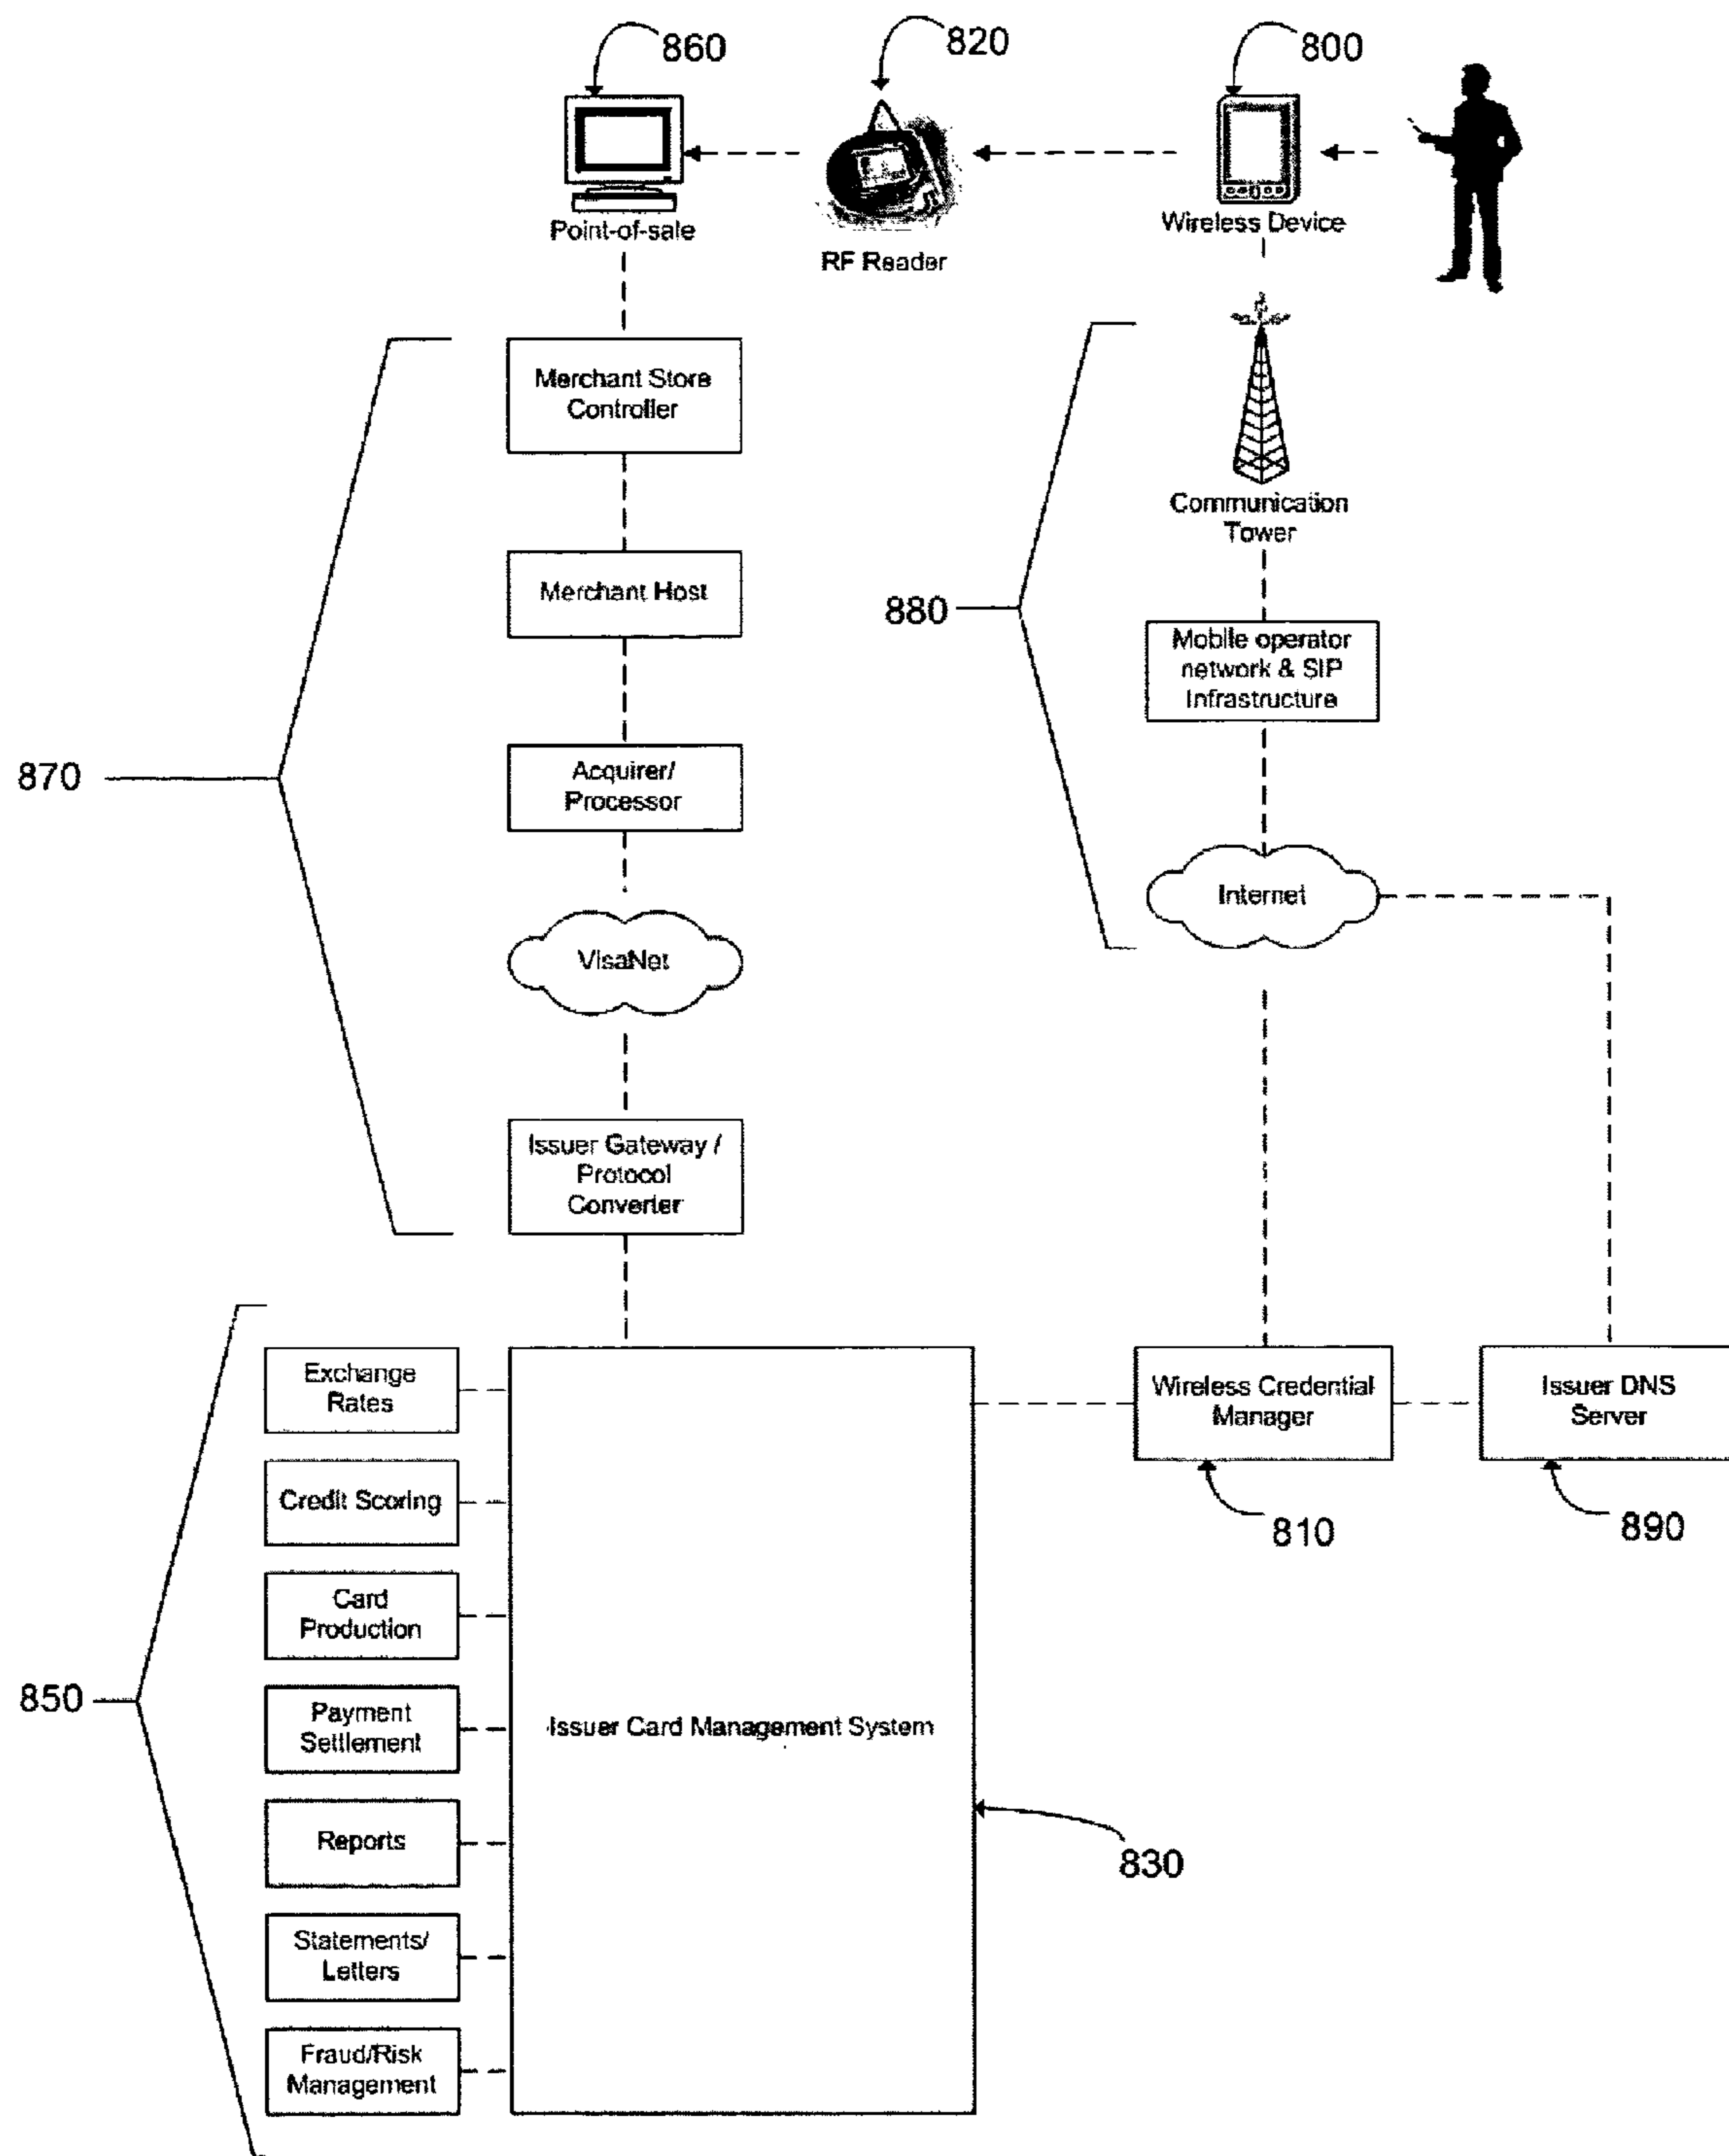 860
820
800
Point-of-sale
RF Reader
Wireless Device
Merchant Store
Controller
Communication
Tower
Merchant Host
880
Mobile operator
network & SIP
Infrastructure
870
Acquirer/
Processor
Internet
VisaNet
Issuer Gateway /
Protocol
Converter
Exchange
Rates
Wireless Credential
Manager
Issuer DNS
Server
Credit Scoring
810
890
Card
Production
850
Payment
Settlement
Issuer Card Management System
Reports
830
Statements/
Letters
Fraud/Risk
Management